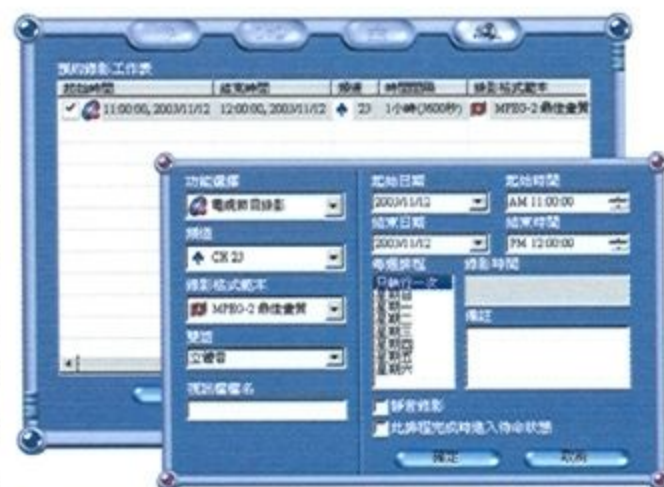 預約錄影工作表
起始時間 結束時間 頻道 時間間隔 錄影格式範本
11:00:00, 2003/11/12 12:00:00, 2003/11/12 23 1小時(3600秒) MPEG-2 最佳畫質
功能選擇
電視節目錄影
頻道
CH 23
錄影格式範本
MPEG-2 最佳畫質
雙語
立體音
視訊檔檔名
起始日期 起始時間
2003/11/12 AM 11:00:00
結束日期 結束時間
2003/11/12 PM 12:00:00
每週排程 錄影時間
只執行一次
星期日
星期一
星期二
星期三
星期四
星期五
星期六
備註
靜音錄影
此排程完成時進入待命狀態
確定 取消